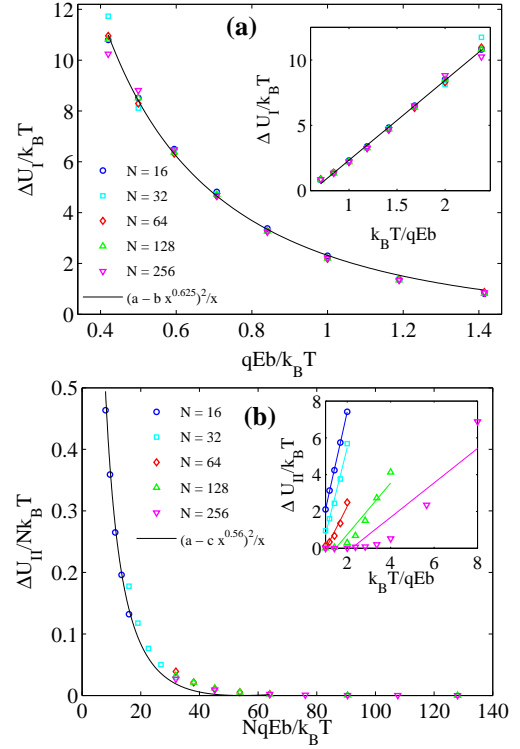 (a)
ΔU_I/k_BT
12
10
8
6
4
2
0
0.4 0.6 0.8 1 1.2 1.4
qEb/k_BT
N = 16
N = 32
N = 64
N = 128
N = 256
(a − b x^0.625)^2/x
Δ U_I/k_BT
10
5
0
1 1.5 2
k_BT/qEb
(b)
ΔU_II/Nk_BT
0.5
0.4
0.3
0.2
0.1
0
0 20 40 60 80 100 120 140
NqEb/k_BT
N = 16
N = 32
N = 64
N = 128
N = 256
(a − c x^0.56)^2/x
Δ U_II/k_BT
8
6
4
2
0
2 4 6 8
k_BT/qEb